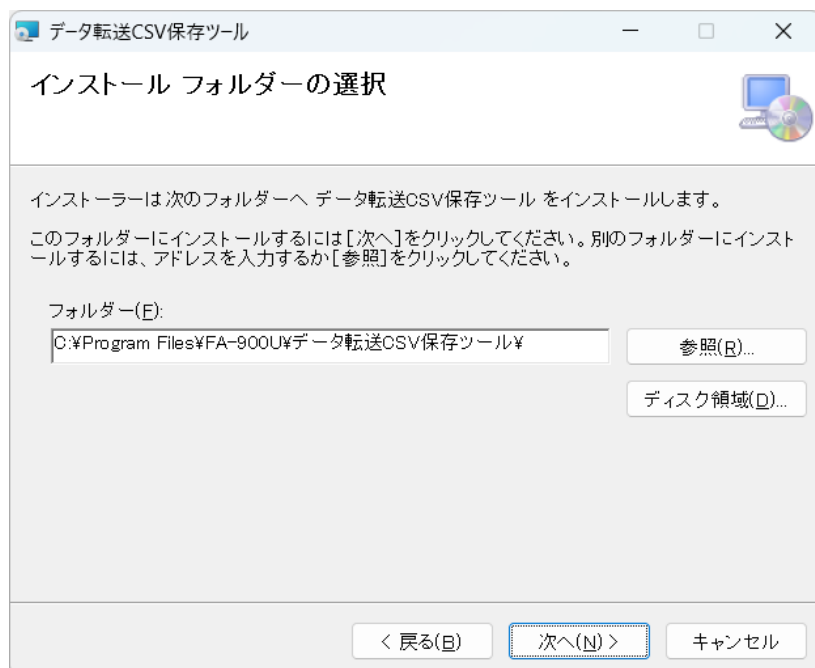 データ転送CSV保存ツール
インストール フォルダーの選択
インストーラーは次のフォルダーへ データ転送CSV保存ツール をインストールします。
このフォルダーにインストールするには[次へ]をクリックしてください。別のフォルダーにインスト
ールするには、アドレスを入力するか[参照]をクリックしてください。
フォルダー(F):
C:¥Program Files¥FA-900U¥データ転送CSV保存ツール¥
参照(R)...
ディスク領域(D)...
< 戻る(B)
次へ(N) >
キャンセル